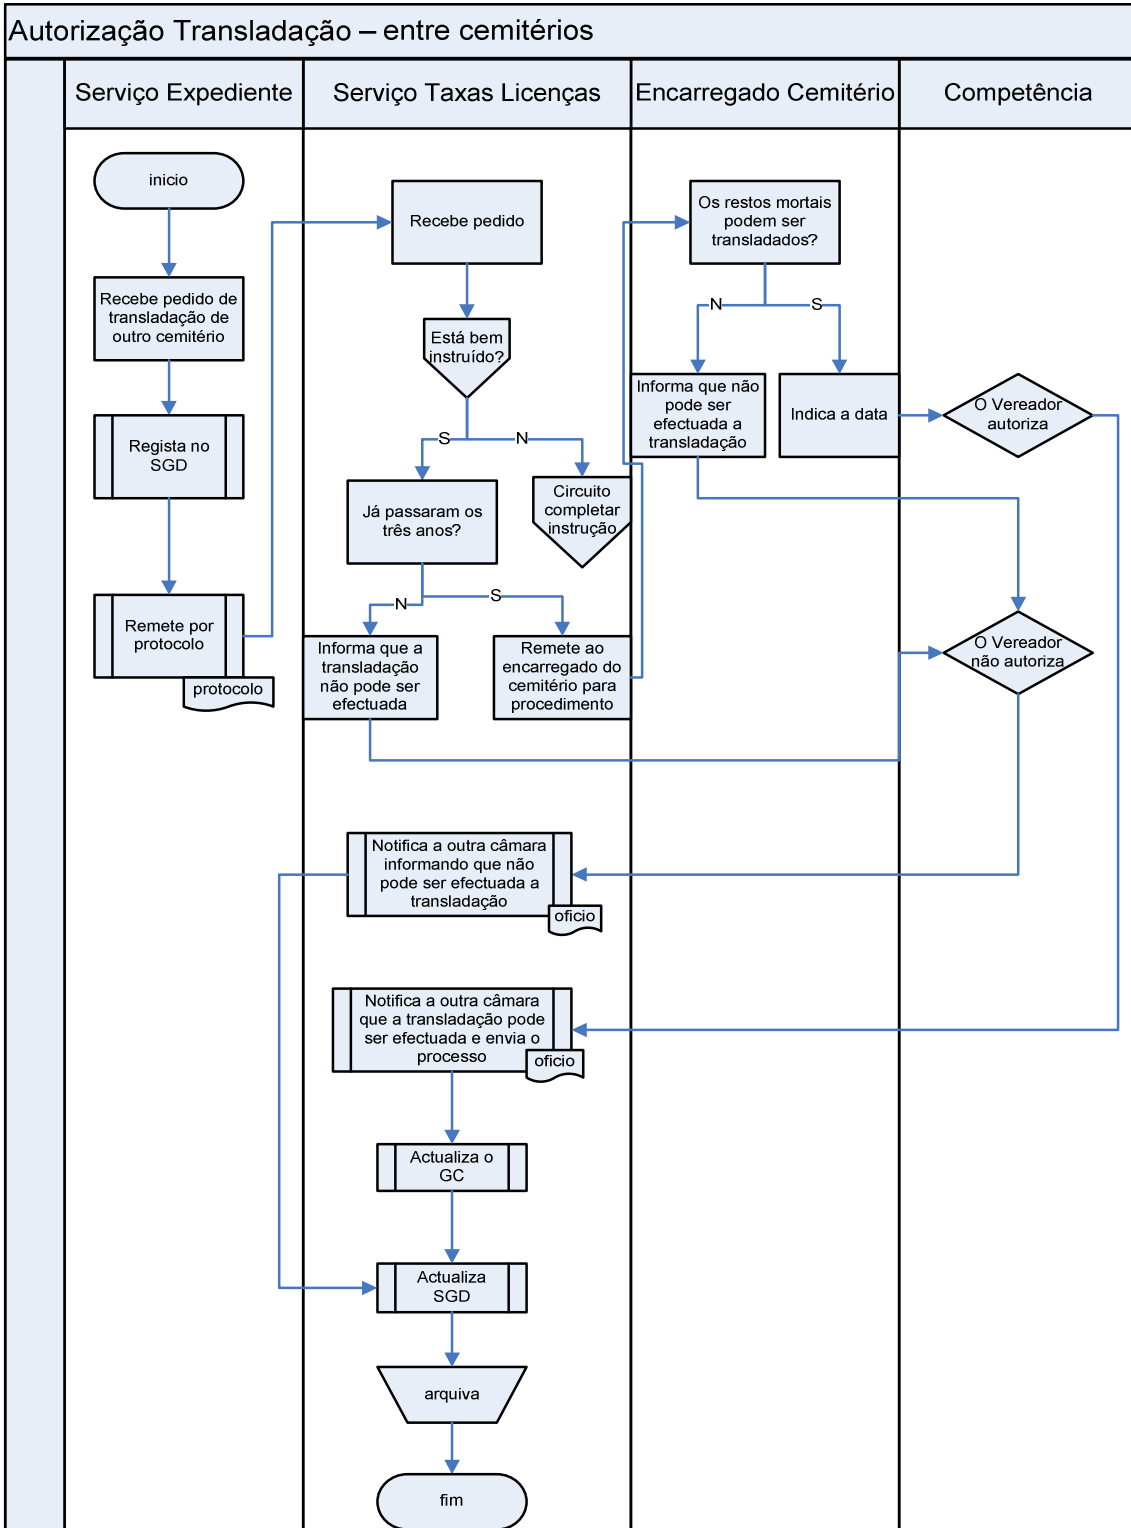 Autorização Transladação – entre cemitérios
Serviço Expediente
Serviço Taxas Licenças
Encarregado Cemitério
Competência
inicio
Recebe pedido de
transladação de
outro cemitério
Regista no
SGD
Remete por
protocolo
protocolo
Recebe pedido
Está bem
instruído?
S
N
Já passaram os
três anos?
Circuito
completar
instrução
N
S
Informa que a
transladação
não pode ser
efectuada
Remete ao
encarregado do
cemitério para
procedimento
Os restos mortais
podem ser
transladados?
N
S
Informa que não
pode ser
efectuada a
transladação
Indica a data
O Vereador
autoriza
O Vereador
não autoriza
Notifica a outra câmara
informando que não
pode ser efectuada a
transladação
oficio
Notifica a outra câmara
que a transladação pode
ser efectuada e envia o
processo
oficio
Actualiza o
GC
Actualiza
SGD
arquiva
fim